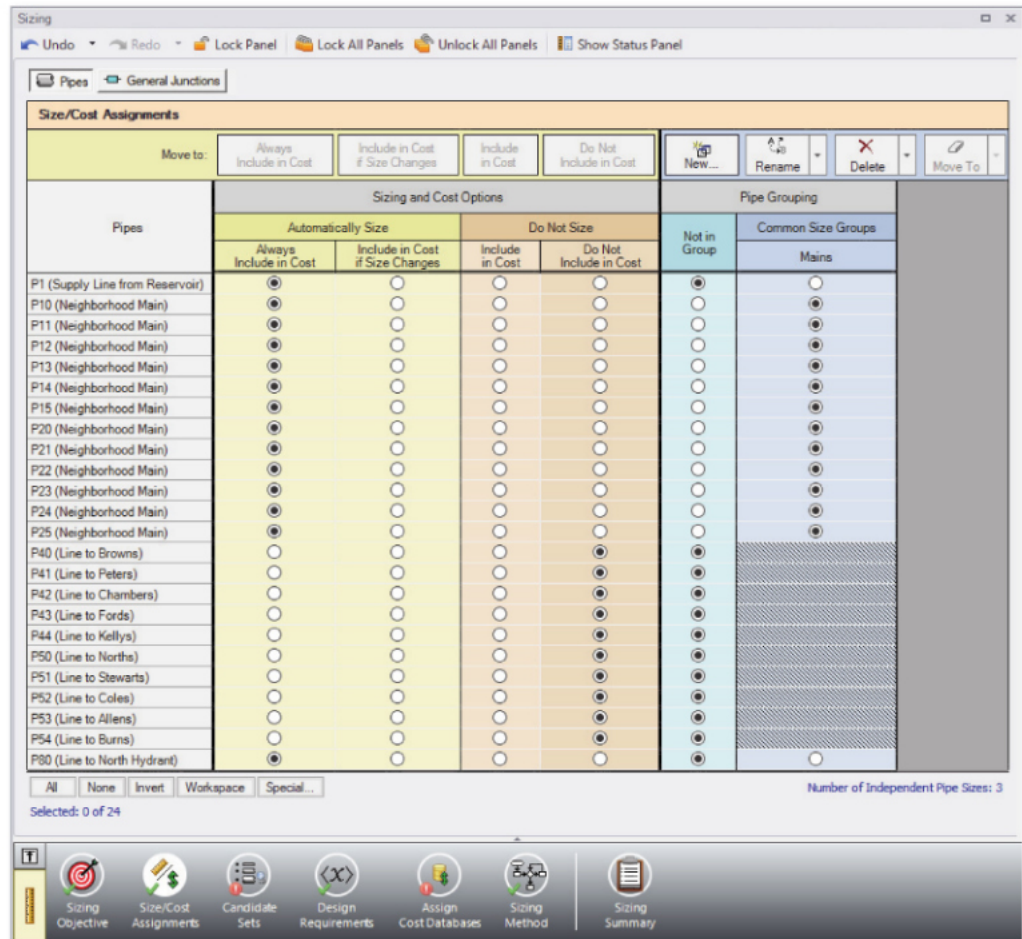 Sizing
Undo Redo Lock Panel Lock All Panels Unlock All Panels Show Status Panel
Pipes General Junctions
Size/Cost Assignments
Move to:
Always
Include in Cost
Include in Cost
if Size Changes
Include
in Cost
Do Not
Include in Cost
New...
Rename
Delete
Move To
Pipes
Sizing and Cost Options
Pipe Grouping
Automatically Size
Do Not Size
Not in
Group
Common Size Groups
Always
Include in Cost
Include in Cost
if Size Changes
Include
in Cost
Do Not
Include in Cost
Mains
P1 (Supply Line from Reservoir)
P10 (Neighborhood Main)
P11 (Neighborhood Main)
P12 (Neighborhood Main)
P13 (Neighborhood Main)
P14 (Neighborhood Main)
P15 (Neighborhood Main)
P20 (Neighborhood Main)
P21 (Neighborhood Main)
P22 (Neighborhood Main)
P23 (Neighborhood Main)
P24 (Neighborhood Main)
P25 (Neighborhood Main)
P40 (Line to Browns)
P41 (Line to Peters)
P42 (Line to Chambers)
P43 (Line to Fords)
P44 (Line to Kellys)
P50 (Line to Norths)
P51 (Line to Stewarts)
P52 (Line to Coles)
P53 (Line to Allens)
P54 (Line to Burns)
P80 (Line to North Hydrant)
All None Invert Workspace Special...
Number of Independent Pipe Sizes: 3
Selected: 0 of 24
Sizing
Objective
Size/Cost
Assignments
Candidate
Sets
Design
Requirements
Assign
Cost Databases
Sizing
Method
Sizing
Summary